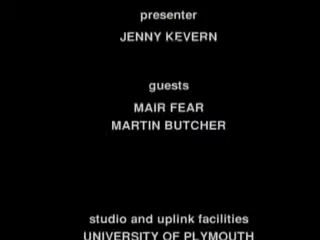 presenter
JENNY KEVERN
guests
MAIR FEAR
MARTIN BUTCHER
studio and uplink facilities
UNIVERSITY OF PLYMOUTH